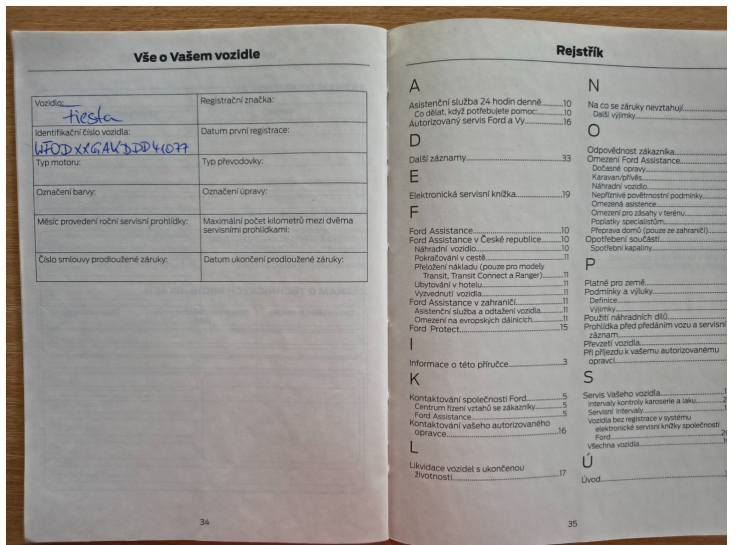 Vše o Vašem vozidle
Vozidlo:
fiesta
Registrační značka:
Identifikační číslo vozidla:
WFODXXGAKDDD41077
Datum první registrace:
Typ motoru:
Typ převodovky:
Označení barvy:
Označení úpravy:
Měsíc provedení roční servisní prohlídky:
Maximální počet kilometrů mezi dvěma
servisními prohlídkami:
Číslo smlouvy prodloužené záruky:
Datum ukončení prodloužené záruky:
34
Rejstřík
A
Asistenční služba 24 hodin denně.....10
Co dělat, když potřebujete pomoc:.....10
Autorizovaný servis Ford a Vy.....16
D
Další záznamy.....33
E
Elektronická servisní knížka.....19
F
Ford Assistance.....10
Ford Assistance v České republice.....10
Náhradní vozidlo.....10
Pokračování v cestě.....11
Přeložení nákladu (pouze pro modely
Transit, Transit Connect a Ranger).....11
Ubytování v hotelu.....11
Vyzvednutí vozidla.....11
Ford Assistance v zahraničí.....11
Asistenční služba a odtažení vozidla.....11
Omezení na evropských dálnicích.....11
Ford Protect.....15
I
Informace o této příručce.....3
K
Kontaktování společnosti Ford.....5
Centrum řízení vztahů se zákazníky.....5
Ford Assistance.....5
Kontaktování vašeho autorizovaného
opravce.....16
L
Likvidace vozidel s ukončenou
životností.....17
N
Na co se záruky nevztahují.....
Další výjimky.....
O
Odpovědnost zákazníka.....
Omezení Ford Assistance.....
Dočasné opravy.....
Karavan/přívěs.....
Náhradní vozidlo.....
Nepříznivé povětrnostní podmínky.....
Omezená asistence.....
Omezení pro zásahy v terénu.....
Poplatky specialistům.....
Přeprava domů (pouze ze zahraničí).....
Opotřebení součástí.....
Spotřební kapaliny.....
P
Platné pro země.....
Podmínky a výluky.....
Definice.....
Výjimky.....
Použití náhradních dílů.....
Prohlídka před předáním vozu a servisní
záznam.....
Převzetí vozidla.....
Při příjezdu k vašemu autorizovanému
opravci.....
S
Servis Vašeho vozidla.....
Intervaly kontroly karoserie a laku.....
Servisní intervaly.....
Vozidla bez registrace v systému
elektronické servisní knížky společnosti
Ford.....
Všechna vozidla.....
Ú
Úvod.....
35